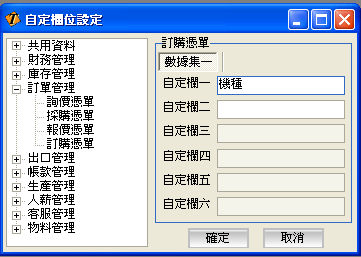 自定欄位設定
共用資料
財務管理
庫存管理
訂單管理
詢價憑單
採購憑單
報價憑單
訂購憑單
出口管理
帳款管理
生產管理
人薪管理
客服管理
物料管理
訂購憑單
數據集一
自定欄一 機種
自定欄二
自定欄三
自定欄四
自定欄五
自定欄六
確定 取消